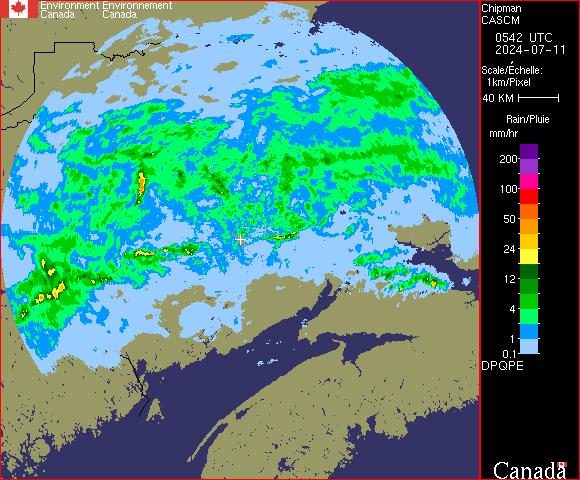 Environment Environnement
Canada Canada
Chipman
CASCM
0542 UTC
2024-07-11
Scale/Échelle:
1km/Pixel
40 KM
Rain/Pluie
mm/hr
200
100
50
24
12
4
1
0.1
DPQPE
Canada